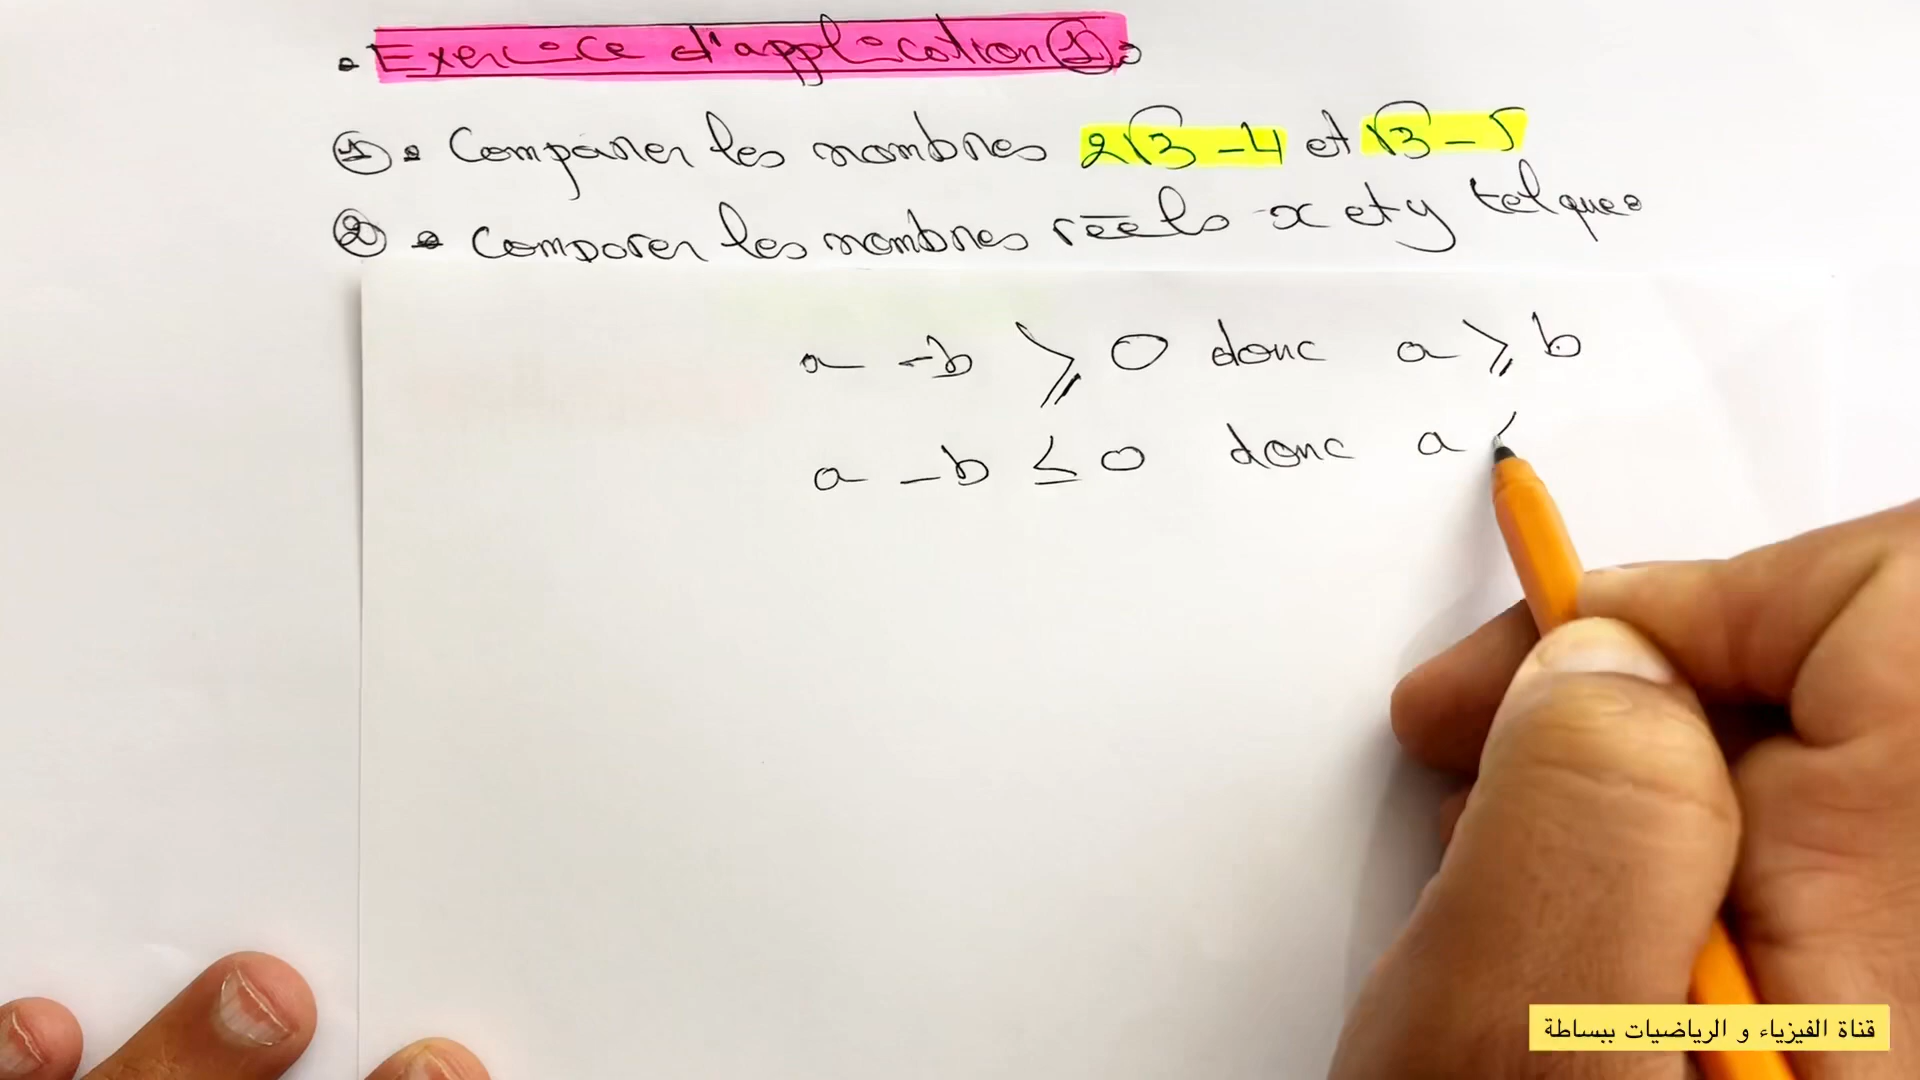 • Exercice d'application ① :
① • Comparer les nombres 2√3 - 4 et √3 - 5
② • Comparer les nombres réels x et y tel que :
a - b ⩾ 0 donc a ⩾ b
a - b ≤ 0 donc a <
قناة الفيزياء و الرياضيات ببساطة